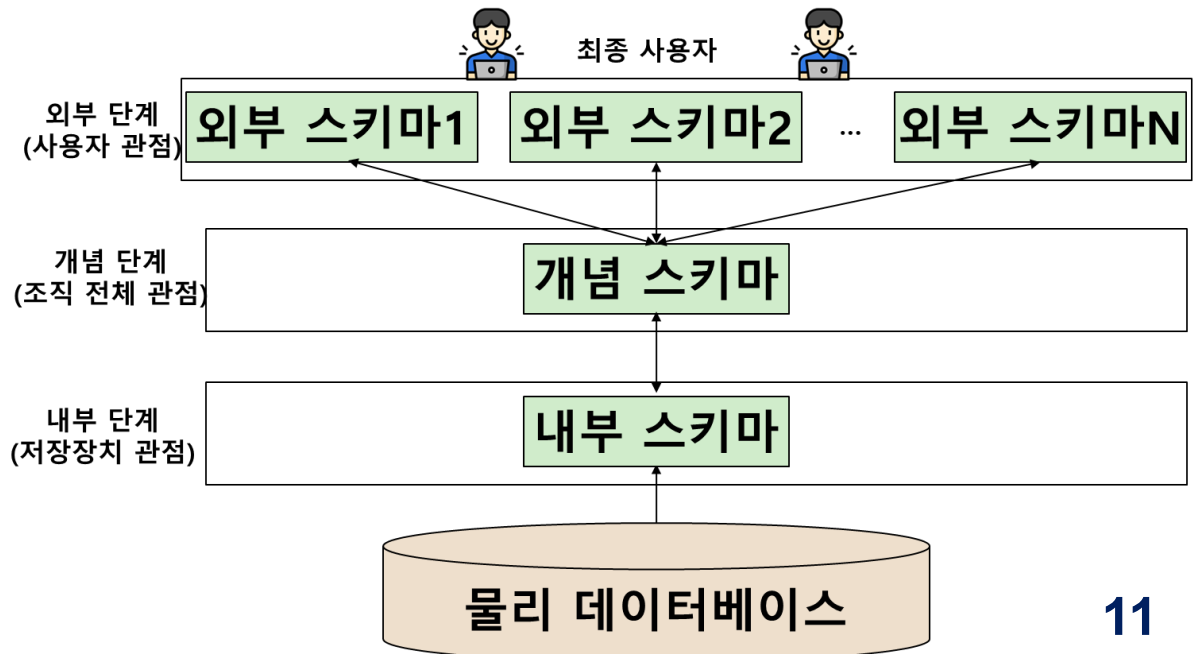 최종 사용자
외부 단계
(사용자 관점)
외부 스키마1
외부 스키마2
...
외부 스키마N
개념 단계
(조직 전체 관점)
개념 스키마
내부 단계
(저장장치 관점)
내부 스키마
물리 데이터베이스
11